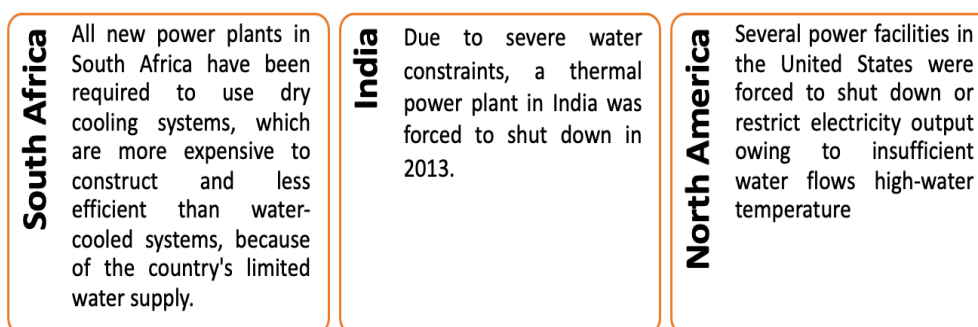 South Africa
All new power plants in
South Africa have been
required to use dry
cooling systems, which
are more expensive to
construct and less
efficient than water-
cooled systems, because
of the country's limited
water supply.
India
Due to severe water
constraints, a thermal
power plant in India was
forced to shut down in
2013.
North America
Several power facilities in
the United States were
forced to shut down or
restrict electricity output
owing to insufficient
water flows high-water
temperature